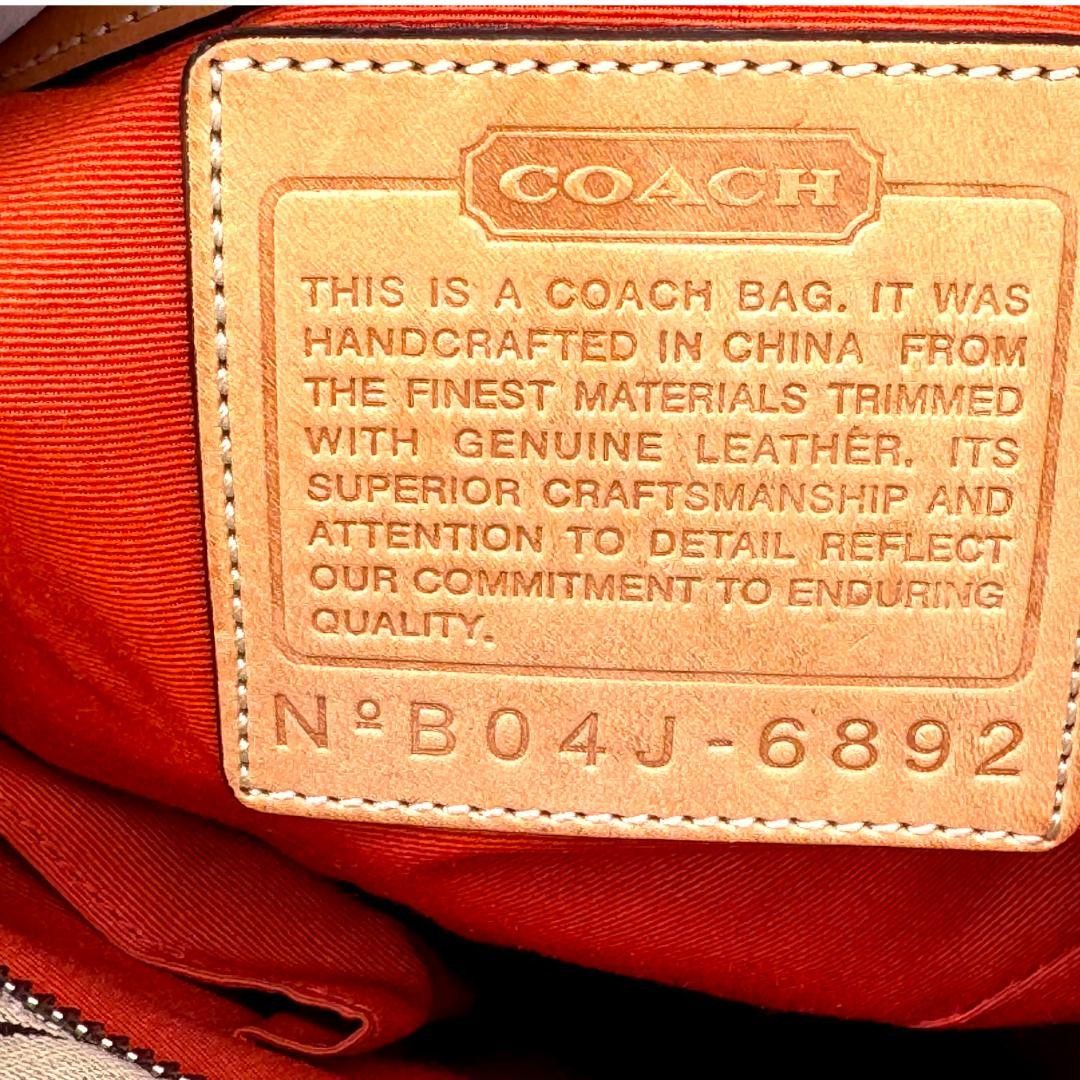 COACH
THIS IS A COACH BAG. IT WAS
HANDCRAFTED IN CHINA FROM
THE FINEST MATERIALS TRIMMED
WITH GENUINE LEATHER. ITS
SUPERIOR CRAFTSMANSHIP AND
ATTENTION TO DETAIL REFLECT
OUR COMMITMENT TO ENDURING
QUALITY.
Nº B04J-6892